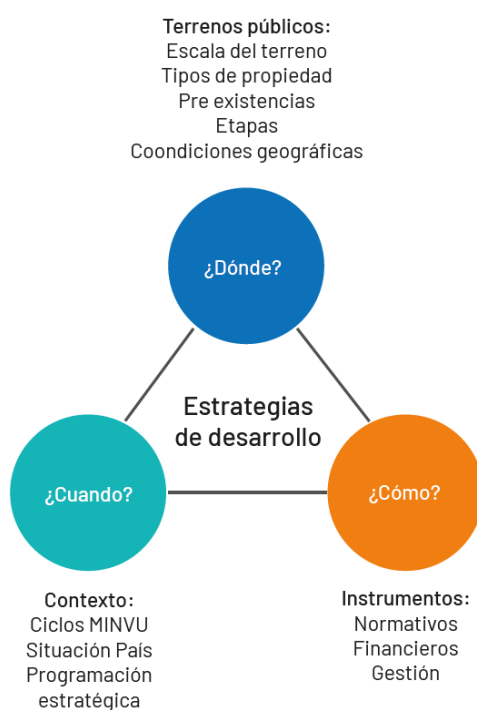 Terrenos públicos:
Escala del terreno
Tipos de propiedad
Pre existencias
Etapas
Coondiciones geográficas
¿Dónde?
Estrategias
de desarrollo
¿Cuando?
¿Cómo?
Contexto:
Ciclos MINVU
Situación País
Programación
estratégica
Instrumentos:
Normativos
Financieros
Gestión